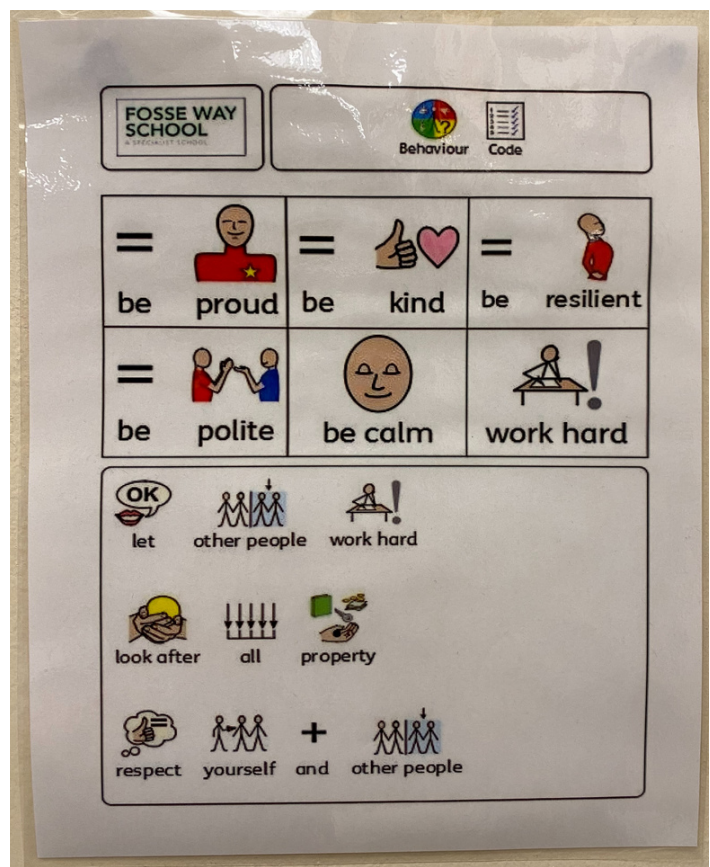 FOSSE WAY
SCHOOL
A SPECIALIST SCHOOL
Behaviour Code
be proud be kind be resilient
be polite be calm work hard
OK
let other people work hard
look after all property
respect yourself and other people